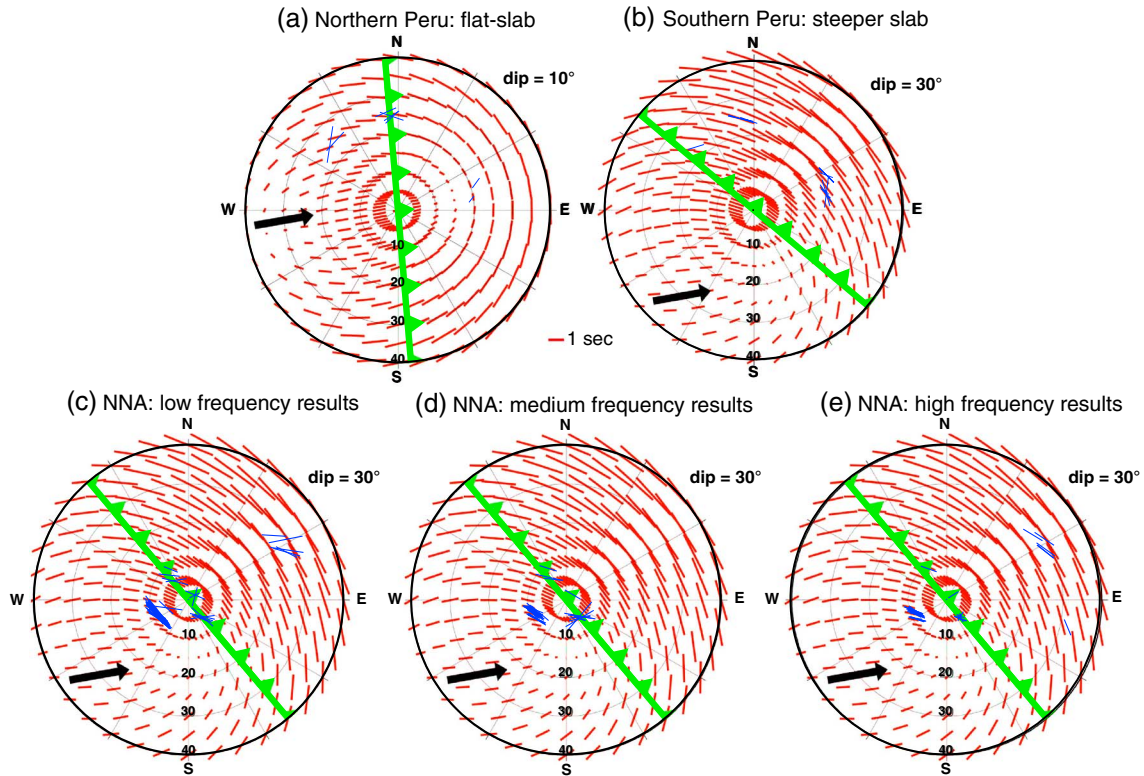 (a) Northern Peru: flat-slab
N
dip = 10°
W
E
10
20
30
40
S
(b) Southern Peru: steeper slab
N
dip = 30°
W
E
10
20
30
40
S
1 sec
(c) NNA: low frequency results
N
dip = 30°
W
E
10
20
30
40
S
(d) NNA: medium frequency results
N
dip = 30°
W
E
10
20
30
40
S
(e) NNA: high frequency results
N
dip = 30°
W
E
10
20
30
40
S